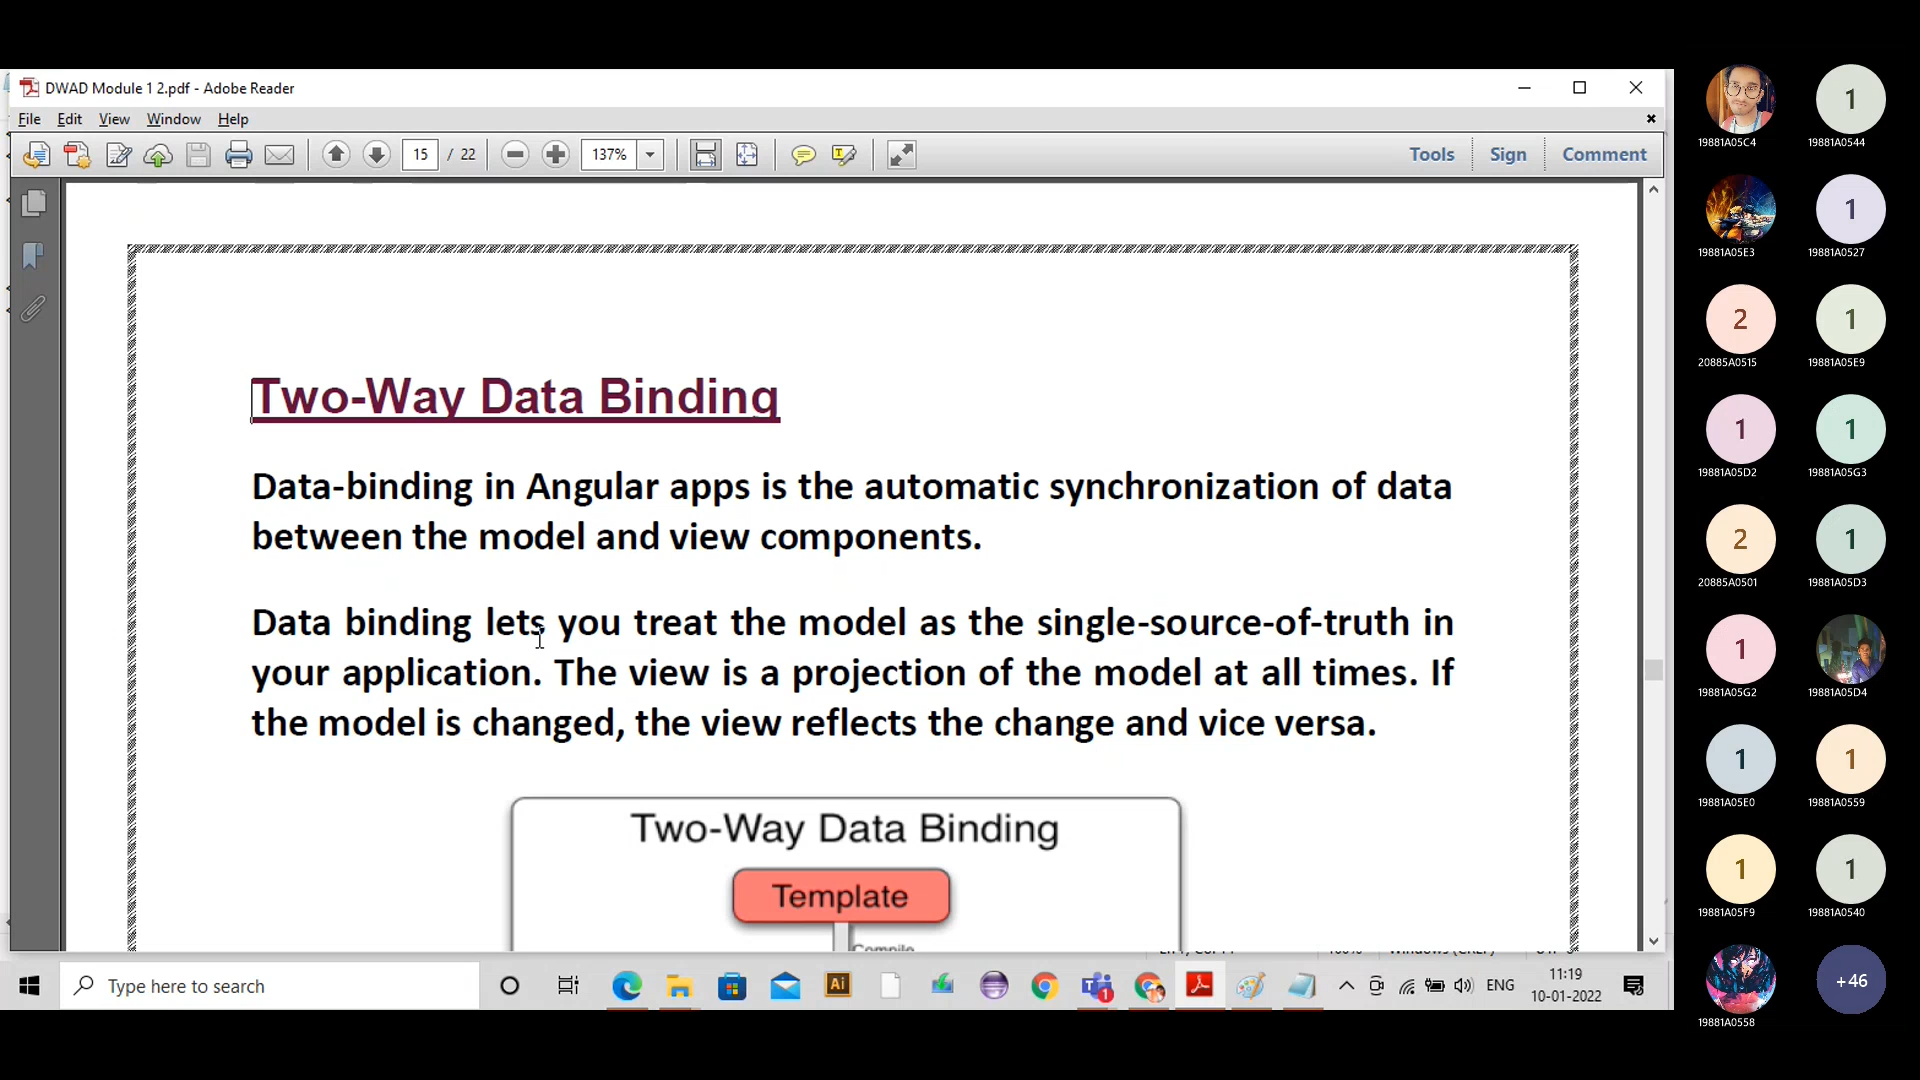 DWAD Module 1 2.pdf - Adobe Reader
File Edit View Window Help
15 / 22 137% Tools Sign Comment
Two-Way Data Binding
Data-binding in Angular apps is the automatic synchronization of data
between the model and view components.
Data binding lets you treat the model as the single-source-of-truth in
your application. The view is a projection of the model at all times. If
the model is changed, the view reflects the change and vice versa.
Two-Way Data Binding
Template
Compile
Type here to search
Ai
1
ENG
11:19
10-01-2022
1
19881A05C4 19881A0544
1
19881A05E3 19881A0527
2 1
20885A0515 19881A05E9
1 1
19881A05D2 19881A05G3
2 1
20885A0501 19881A05D3
1
19881A05G2 19881A05D4
1 1
19881A05E0 19881A0559
1 1
19881A05F9 19881A0540
+46
19881A0558